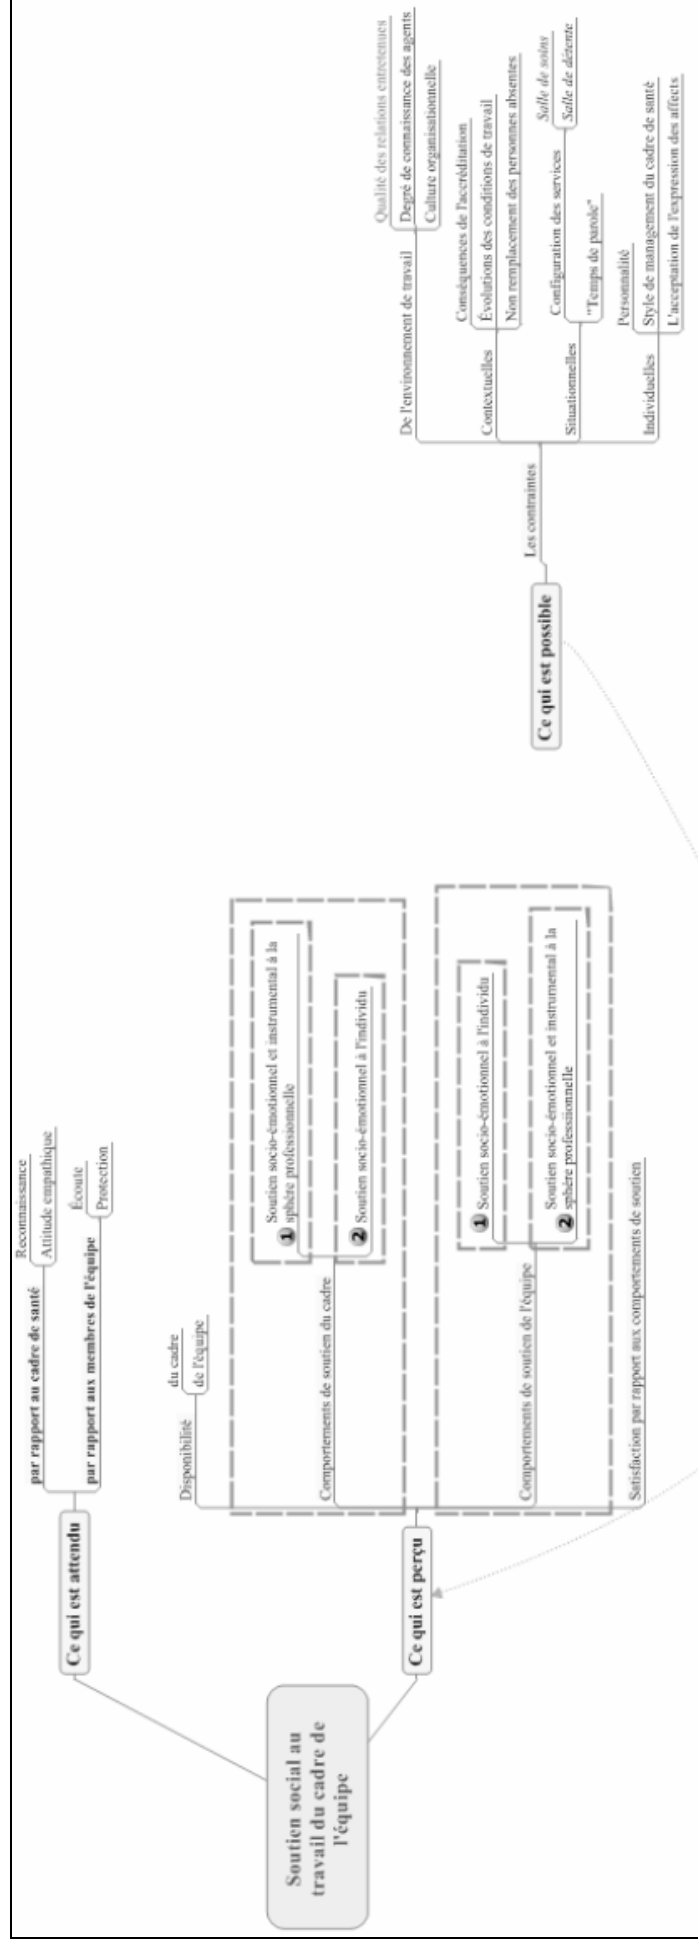 Soutien social au
travail du cadre de
l'équipe
Ce qui est attendu
par rapport au cadre de santé
Reconnaissance
Attitude empathique
par rapport aux membres de l'équipe
Écoute
Protection
Ce qui est perçu
Disponibilité
du cadre
de l'équipe
Comportements de soutien du cadre
1 Soutien socio-émotionnel et instrumental à la
sphère professionnelle
2 Soutien socio-émotionnel à l'individu
Comportements de soutien de l'équipe
1 Soutien socio-émotionnel à l'individu
2 Soutien socio-émotionnel et instrumental à la
sphère professionnelle
Satisfaction par rapport aux comportements de soutien
Ce qui est possible
Les contraintes
De l'environnement de travail
Qualité des relations entretenues
Degré de connaissance des agents
Culture organisationnelle
Contextuelles
Conséquences de l'accréditation
Évolutions des conditions de travail
Non remplacement des personnes absentes
Situationnelles
Configuration des services
Salle de soins
Salle de détente
"Temps de parole"
Individuelles
Personnalité
Style de management du cadre de santé
L'acceptation de l'expression des affects